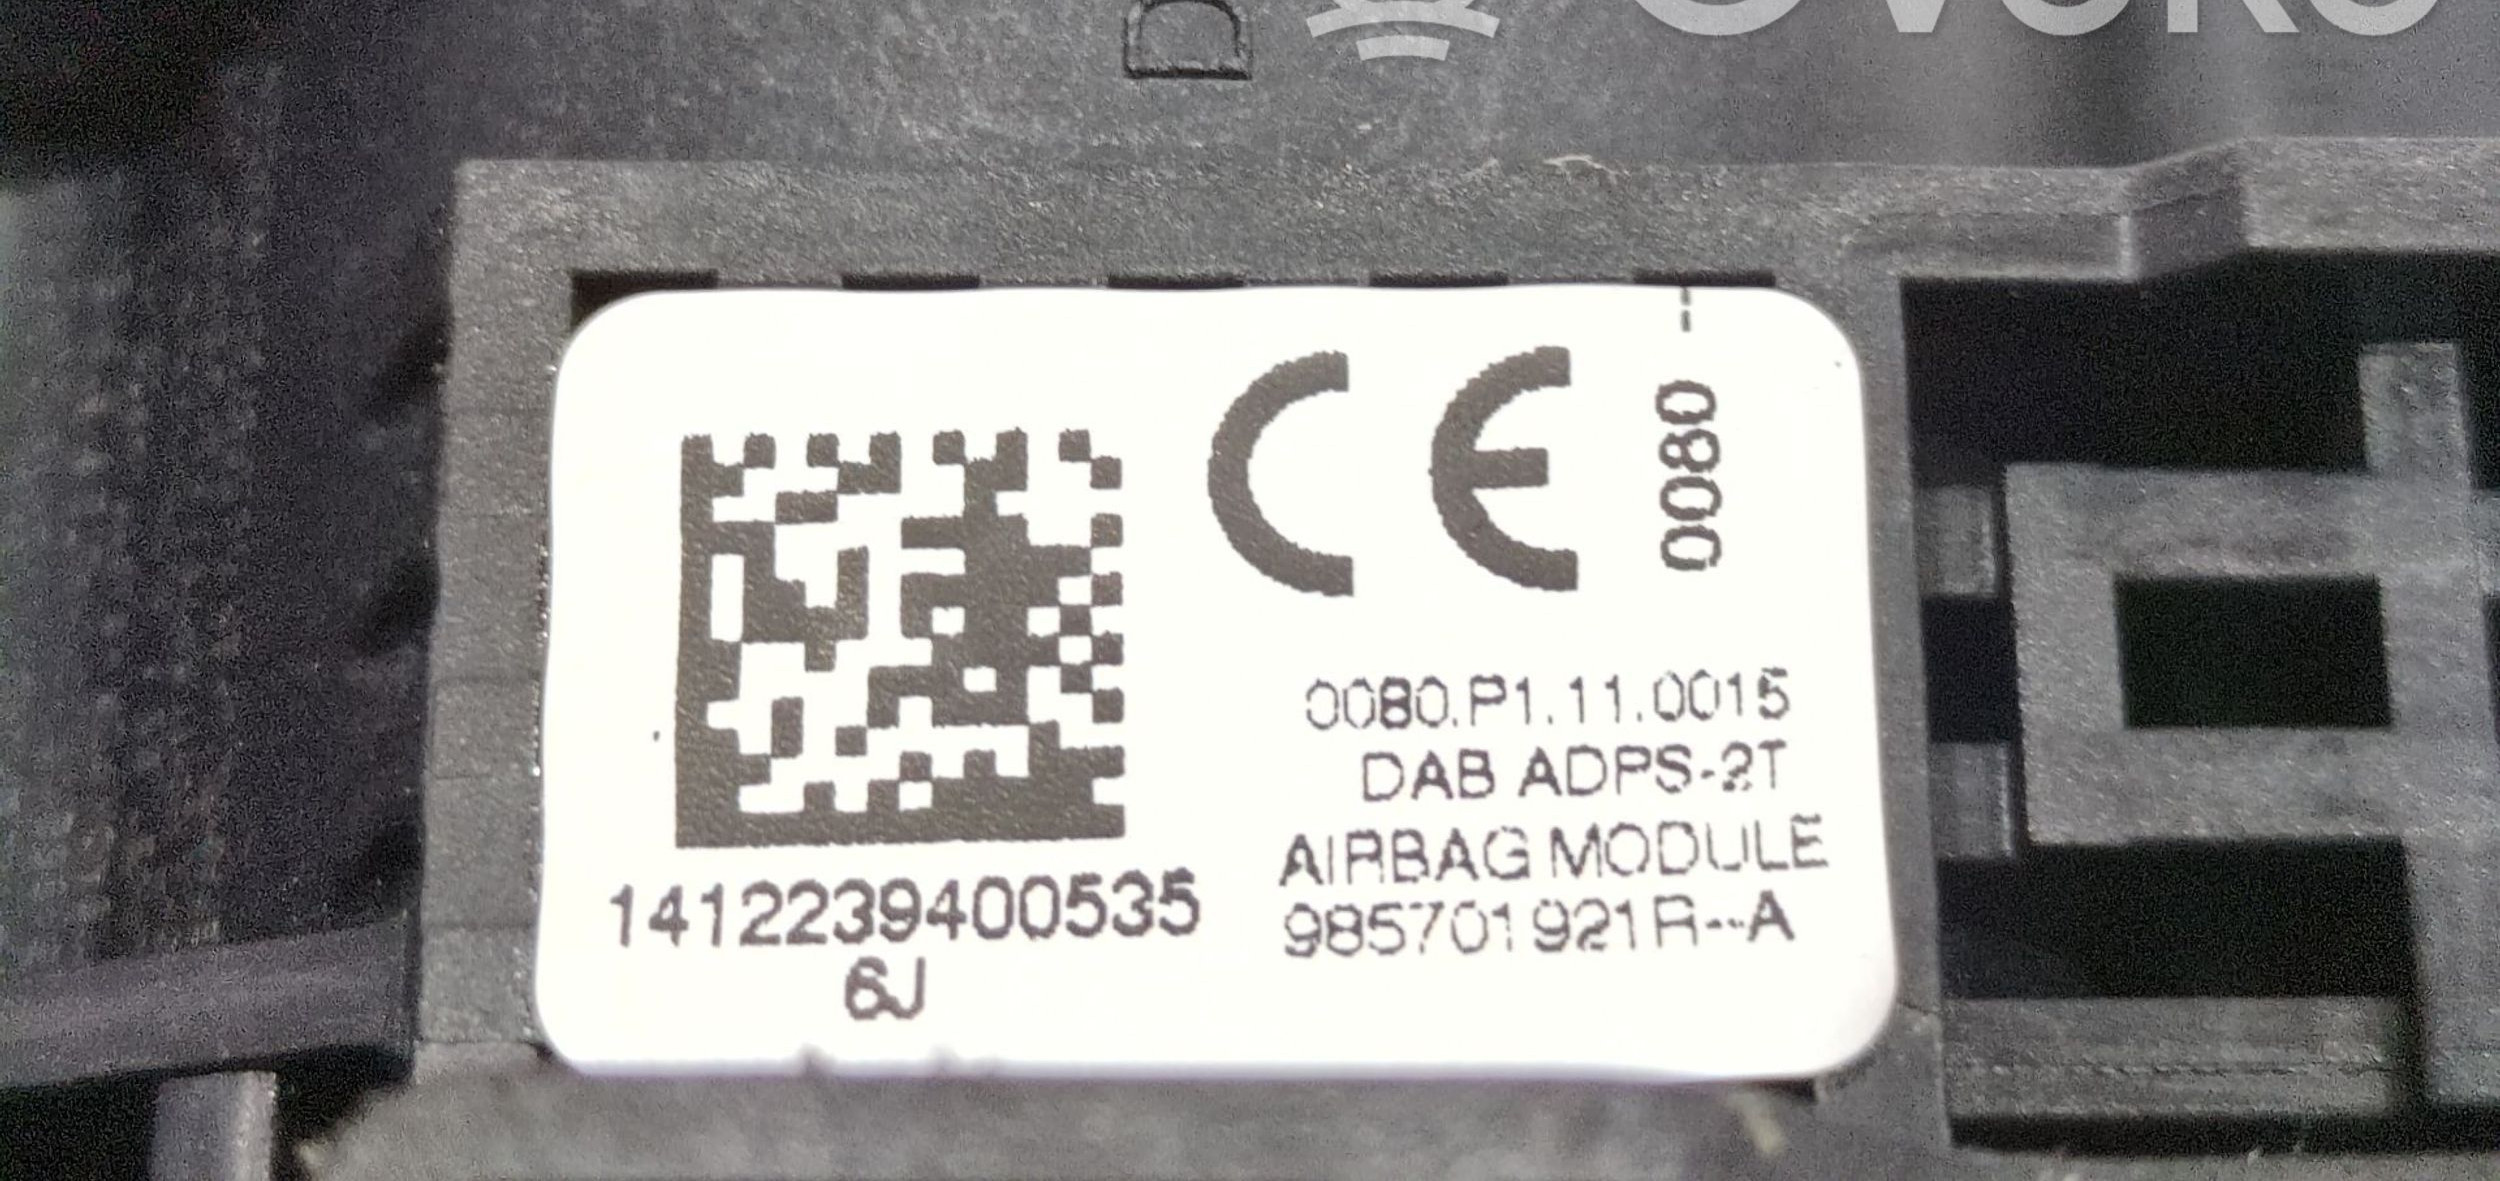 CE 0080
0080.P1.11.0015
DAB ADPS-2T
AIRBAG MODULE
985701921R--A
1412239400535
6J